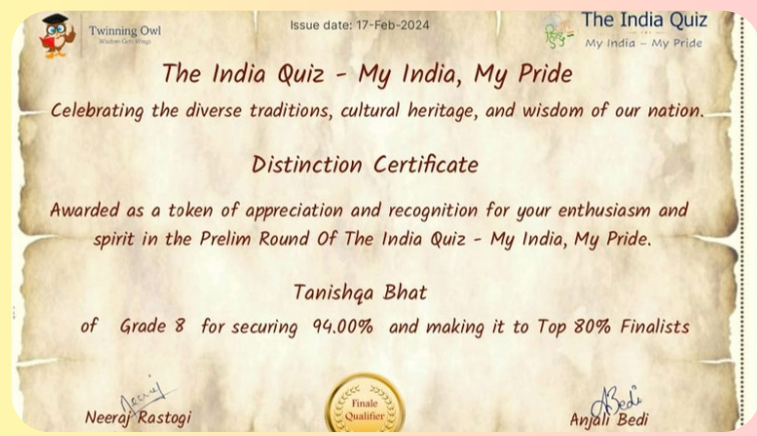 Twinning Owl
Wisdom Gets Wings
Issue date: 17-Feb-2024
The India Quiz
My India – My Pride
The India Quiz - My India, My Pride
Celebrating the diverse traditions, cultural heritage, and wisdom of our nation.
Distinction Certificate
Awarded as a token of appreciation and recognition for your enthusiasm and
spirit in the Prelim Round Of The India Quiz - My India, My Pride.
Tanishqa Bhat
of Grade 8 for securing 94.00% and making it to Top 80% Finalists
Neeraj Rastogi
Finale
Qualifier
ABedi
Anjali Bedi